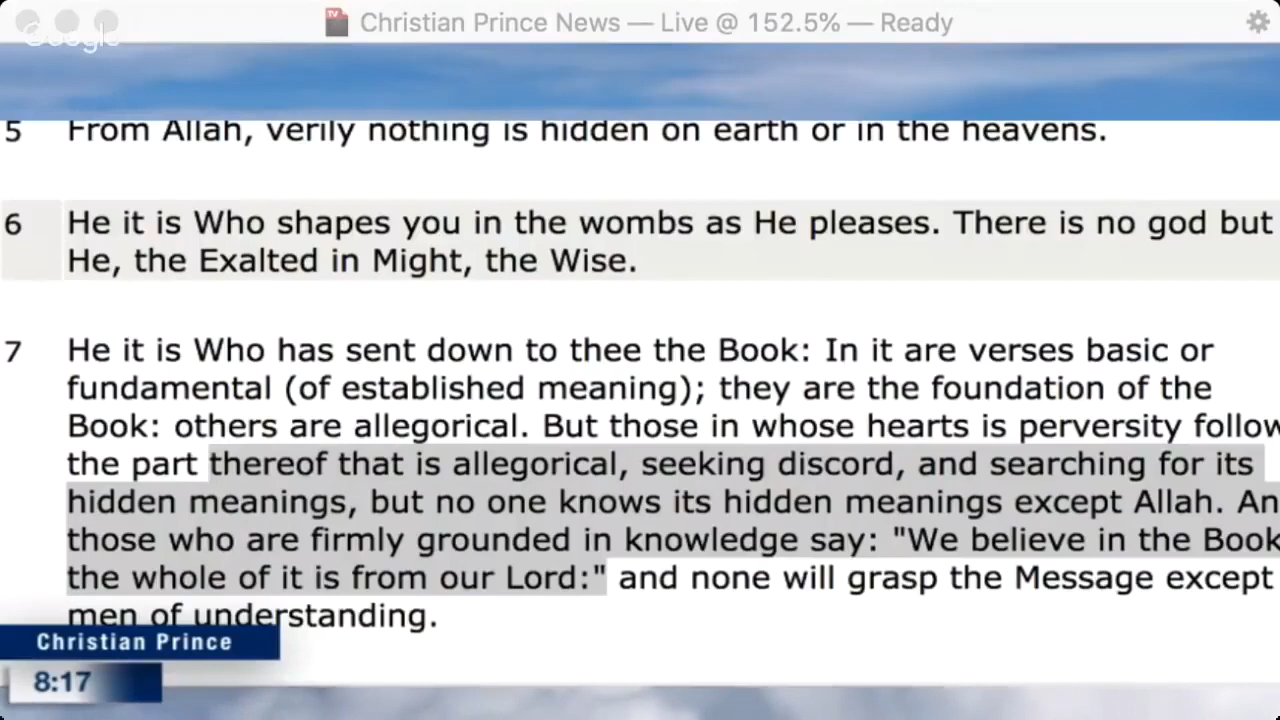 Christian Prince News — Live @ 152.5% — Ready
Google
5 From Allah, verily nothing is hidden on earth or in the heavens.
6 He it is Who shapes you in the wombs as He pleases. There is no god but
He, the Exalted in Might, the Wise.
7 He it is Who has sent down to thee the Book: In it are verses basic or
fundamental (of established meaning); they are the foundation of the
Book: others are allegorical. But those in whose hearts is perversity follow
the part thereof that is allegorical, seeking discord, and searching for its
hidden meanings, but no one knows its hidden meanings except Allah. An
those who are firmly grounded in knowledge say: "We believe in the Book
the whole of it is from our Lord:" and none will grasp the Message except
men of understanding.
Christian Prince
8:17